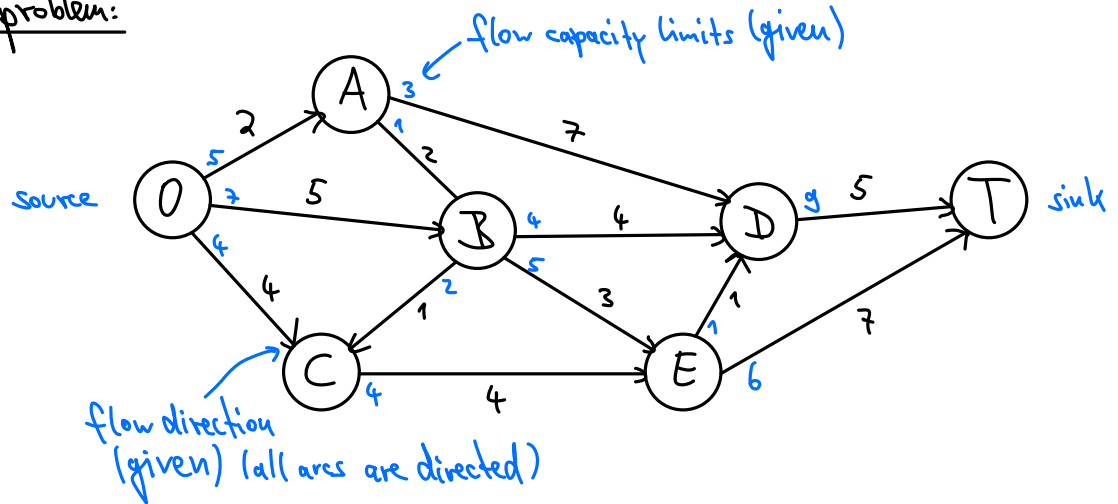 problem:
flow capacity limits (given)
A
3
1
2
7
2
5
source
O
7
5
4
4
B
4
4
5
2
1
3
D
9
5
T
sink
C
4
4
E
1
1
6
7
flow direction
(given) (all arcs are directed)